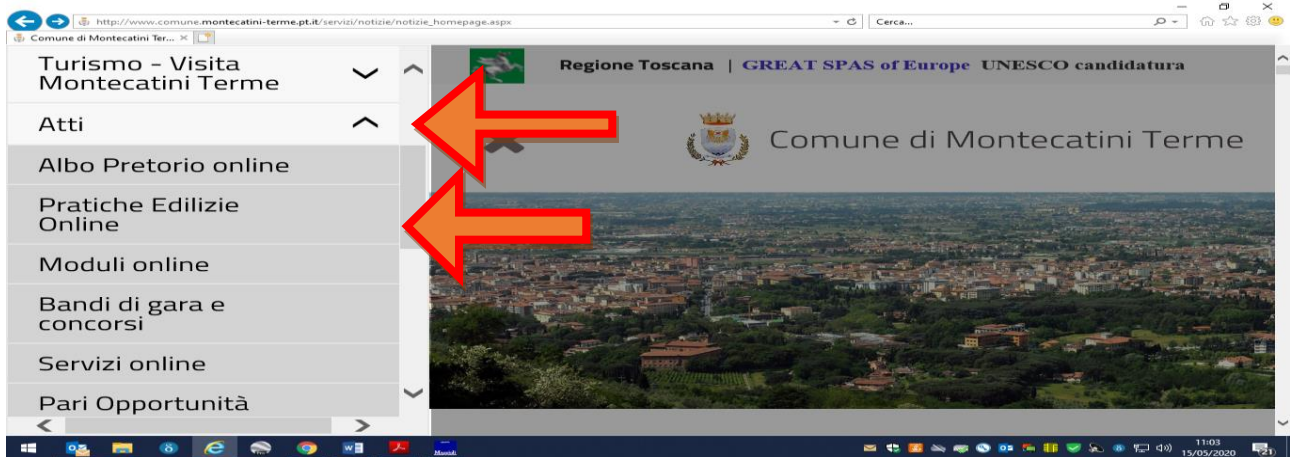 http://www.comune.montecatini-terme.pt.it/servizi/notizie/notizie_homepage.aspx
Cerca...
Comune di Montecatini Ter...
Turismo - Visita
Montecatini Terme
Atti
Albo Pretorio online
Pratiche Edilizie
Online
Moduli online
Bandi di gara e
concorsi
Servizi online
Pari Opportunità
Regione Toscana | GREAT SPAS of Europe UNESCO candidatura
Comune di Montecatini Terme
11:03
15/05/2020